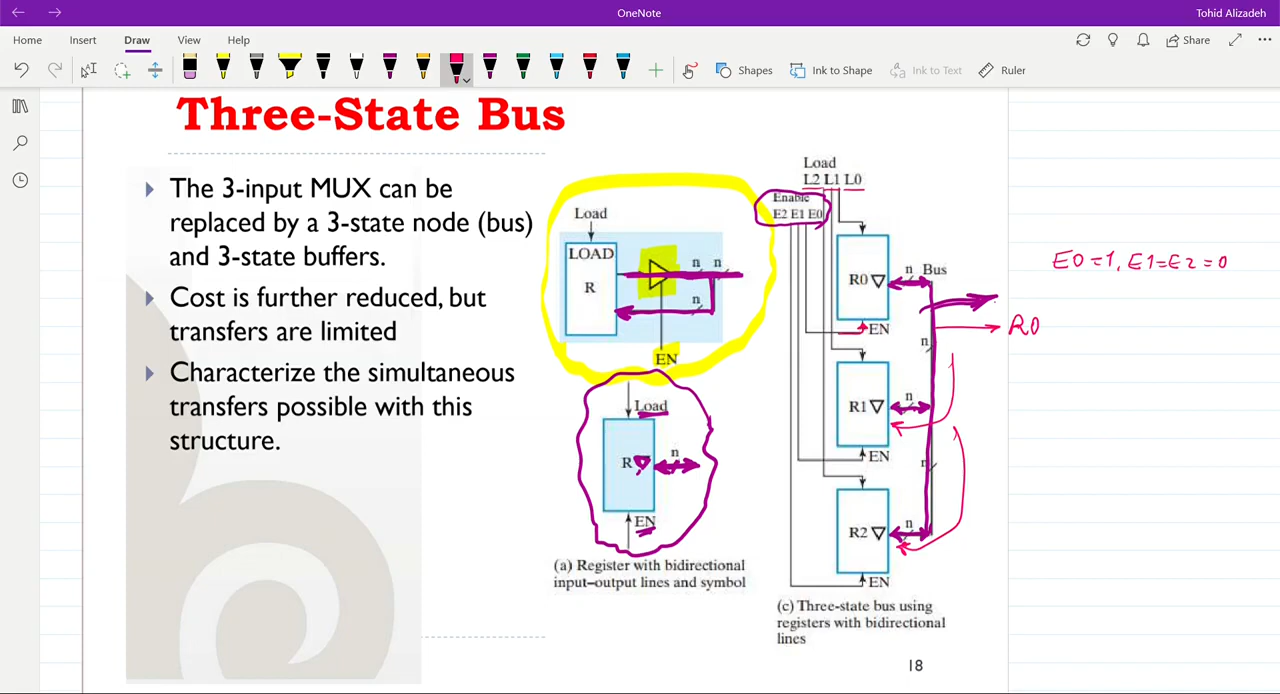 OneNote
Tohid Alizadeh
Home
Insert
Draw
View
Help
Share
Shapes
Ink to Shape
Ink to Text
Ruler
Three-State Bus
The 3-input MUX can be
replaced by a 3-state node (bus)
and 3-state buffers.
Cost is further reduced, but
transfers are limited
Characterize the simultaneous
transfers possible with this
structure.
Load
LOAD
R
n
n
n
EN
Load
R
n
EN
(a) Register with bidirectional
input–output lines and symbol
Load
L2 L1 L0
Enable
E2 E1 E0
R0
n
Bus
EN
n
R1
n
EN
n
R2
n
EN
(c) Three-state bus using
registers with bidirectional
lines
E0=1, E1=E2=0
R0
18